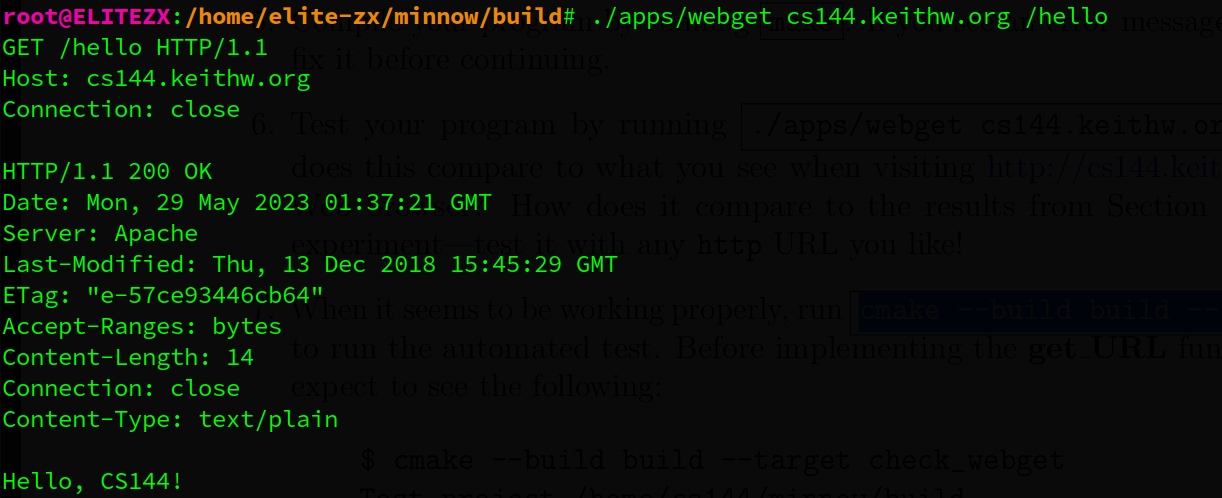 root@ELITEZX:/home/elite-zx/minnow/build# ./apps/webget cs144.keithw.org /hello
GET /hello HTTP/1.1
Host: cs144.keithw.org
Connection: close
HTTP/1.1 200 OK
Date: Mon, 29 May 2023 01:37:21 GMT
Server: Apache
Last-Modified: Thu, 13 Dec 2018 15:45:29 GMT
ETag: "e-57ce93446cb64"
Accept-Ranges: bytes
Content-Length: 14
Connection: close
Content-Type: text/plain
Hello, CS144!
fix it before continuing.
6. Test your program by running ./apps/webget cs144.keithw.or
does this compare to what you see when visiting http://cs144.keit
How does it compare to the results from Section
experiment—test it with any http URL you like!
When it seems to be working properly, run cmake --build build --
to run the automated test. Before implementing the get_URL fun
expect to see the following:
$ cmake --build build --target check_webget
Test project /home/cs144/minnow/build